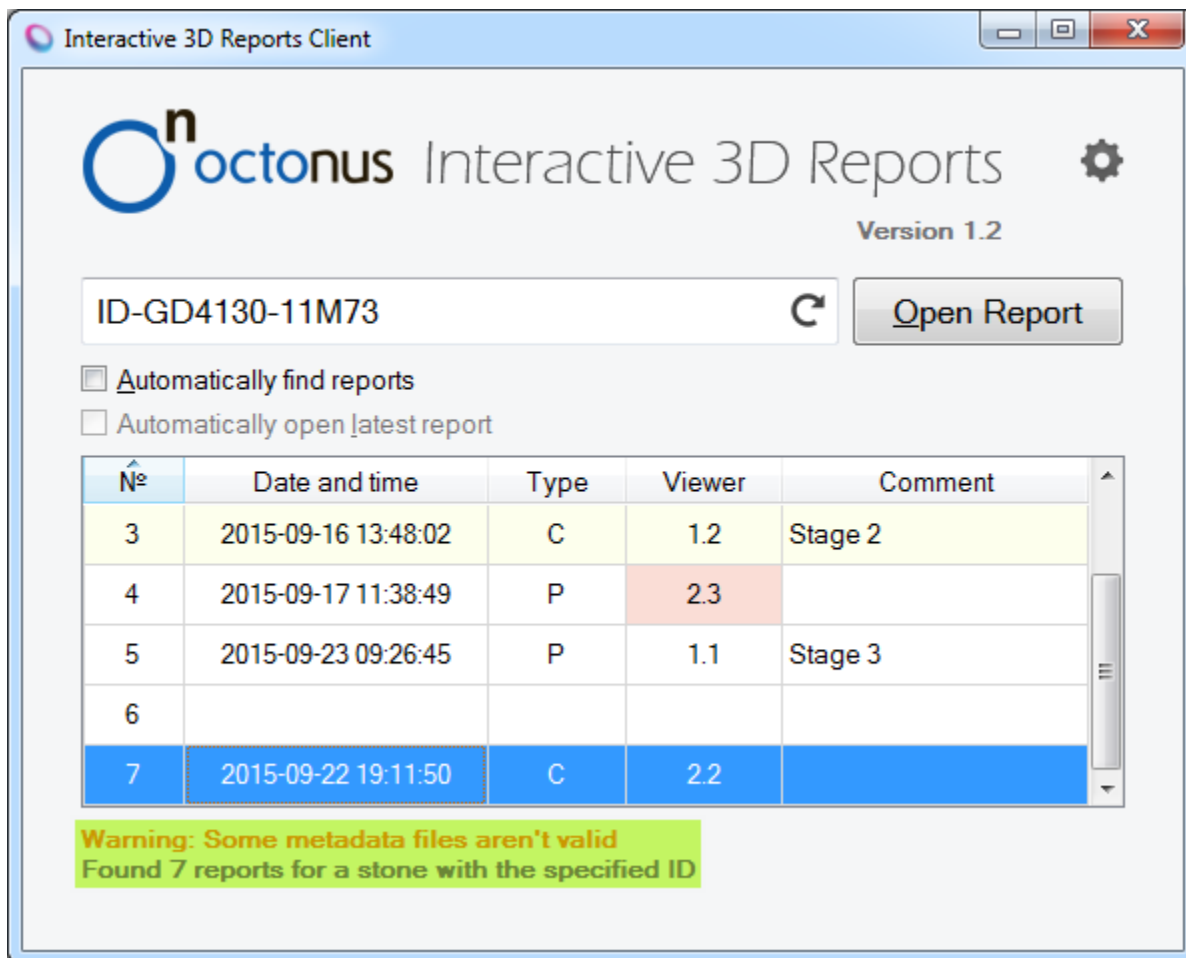 Interactive 3D Reports Client
octonus Interactive 3D Reports
n
Version 1.2
ID-GD4130-11M73
Open Report
Automatically find reports
Automatically open latest report
№ Date and time Type Viewer Comment
3 2015-09-16 13:48:02 C 1.2 Stage 2
4 2015-09-17 11:38:49 P 2.3
5 2015-09-23 09:26:45 P 1.1 Stage 3
6
7 2015-09-22 19:11:50 C 2.2
Warning: Some metadata files aren't valid
Found 7 reports for a stone with the specified ID